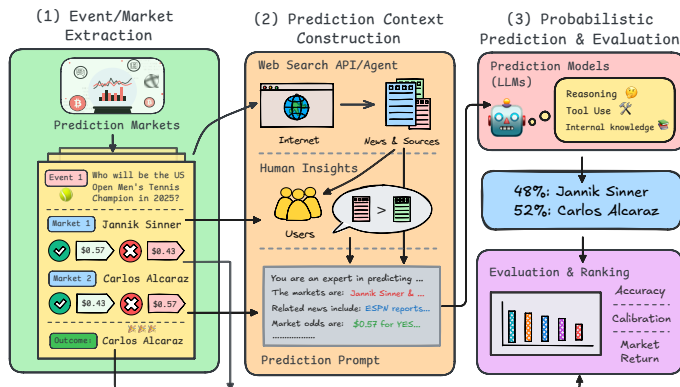 (1) Event/Market
Extraction
Prediction Markets
Event 1
Who will be the US
Open Men's Tennis
Champion in 2025?
Market 1
Jannik Sinner
$0.57
$0.43
Market 2
Carlos Alcaraz
$0.43
$0.57
Outcome:
Carlos Alcaraz
(2) Prediction Context
Construction
Web Search API/Agent
Internet
News & Sources
Human Insights
Users
>
You are an expert in predicting ...
The markets are: Jannik Sinner & ...
Related news include: ESPN reports...
Market odds are: $0.57 for YES...
..................
Prediction Prompt
(3) Probabilistic
Prediction & Evaluation
Prediction Models
(LLMs)
Reasoning
Tool Use
Internal knowledge
48%: Jannik Sinner
52%: Carlos Alcaraz
Evaluation & Ranking
Accuracy
Calibration
Market
Return